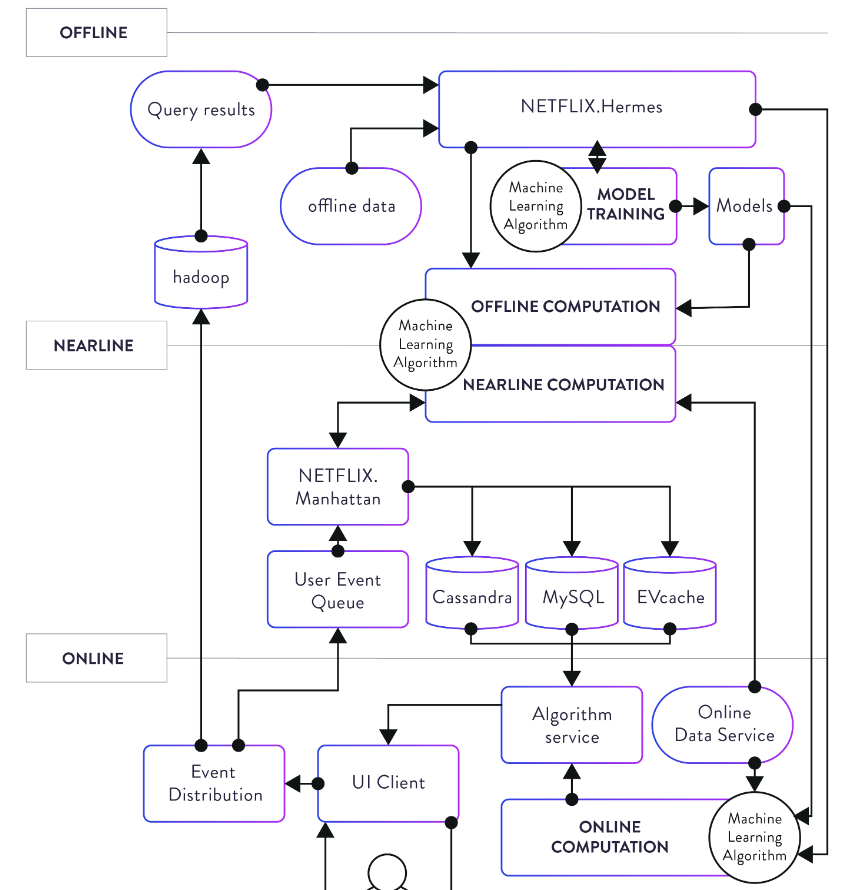 OFFLINE
Query results
NETFLIX.Hermes
offline data
Machine
Learning
Algorithm
MODEL
TRAINING
Models
hadoop
OFFLINE COMPUTATION
NEARLINE
Machine
Learning
Algorithm
NEARLINE COMPUTATION
NETFLIX.
Manhattan
User Event
Queue
Cassandra
MySQL
EVcache
ONLINE
Algorithm
service
Online
Data Service
Event
Distribution
UI Client
ONLINE
COMPUTATION
Machine
Learning
Algorithm